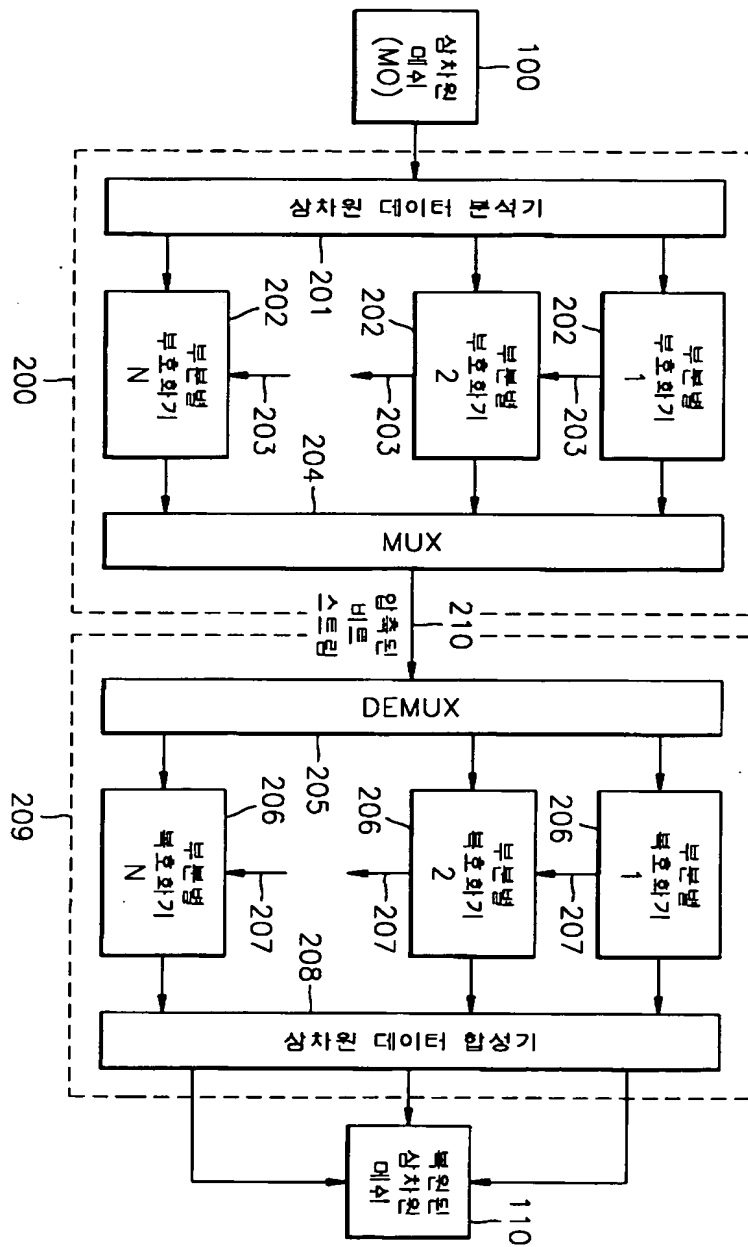 100
삼차원
메쉬
(MO)
삼차원 데이터 분석기
201
202
부분별
부호화기
1
203
202
부분별
부호화기
2
203
202
부분별
부호화기
N
203
200
204
MUX
압축된
비트
스트림
210
DEMUX
205
206
부분별
복호화기
1
207
206
부분별
복호화기
2
207
206
부분별
복호화기
N
207
209
208
삼차원 데이터 합성기
복원된
삼차원
메쉬
110